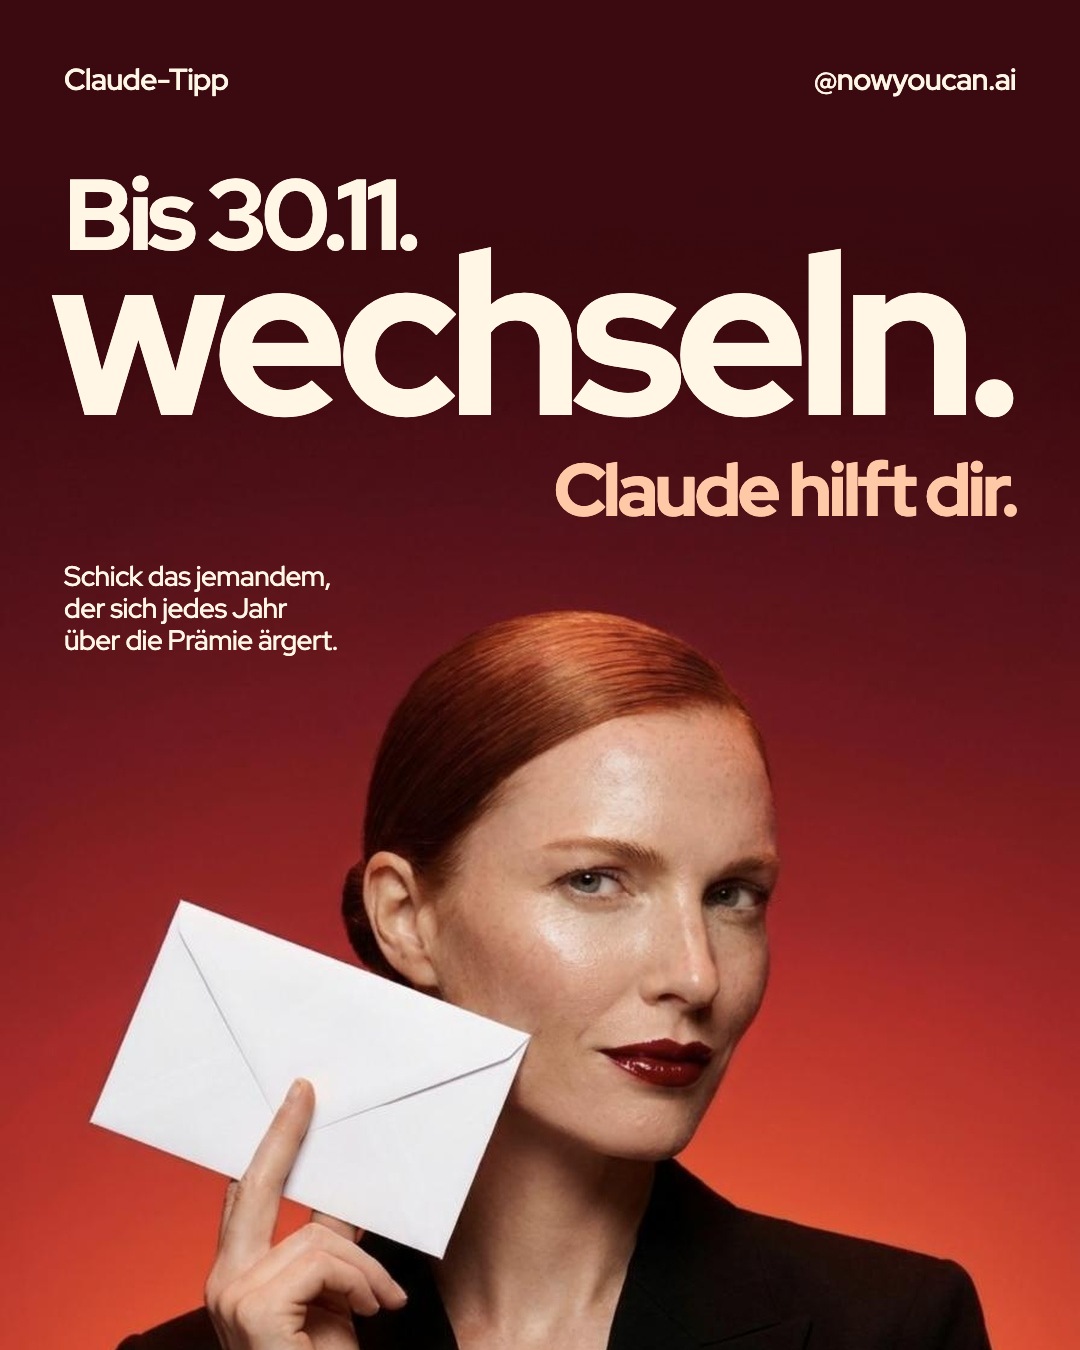 Claude-Tipp
@nowyoucan.ai
Bis 30.11.
wechseln.
Claude hilft dir.
Schick das jemandem,
der sich jedes Jahr
über die Prämie ärgert.